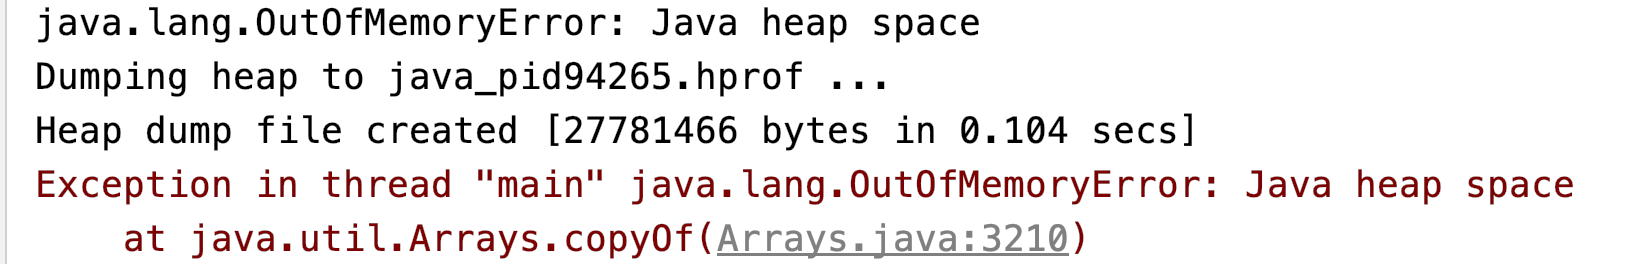 java.lang.OutOfMemoryError: Java heap space
Dumping heap to java_pid94265.hprof ...
Heap dump file created [27781466 bytes in 0.104 secs]
Exception in thread "main" java.lang.OutOfMemoryError: Java heap space
    at java.util.Arrays.copyOf(Arrays.java:3210)